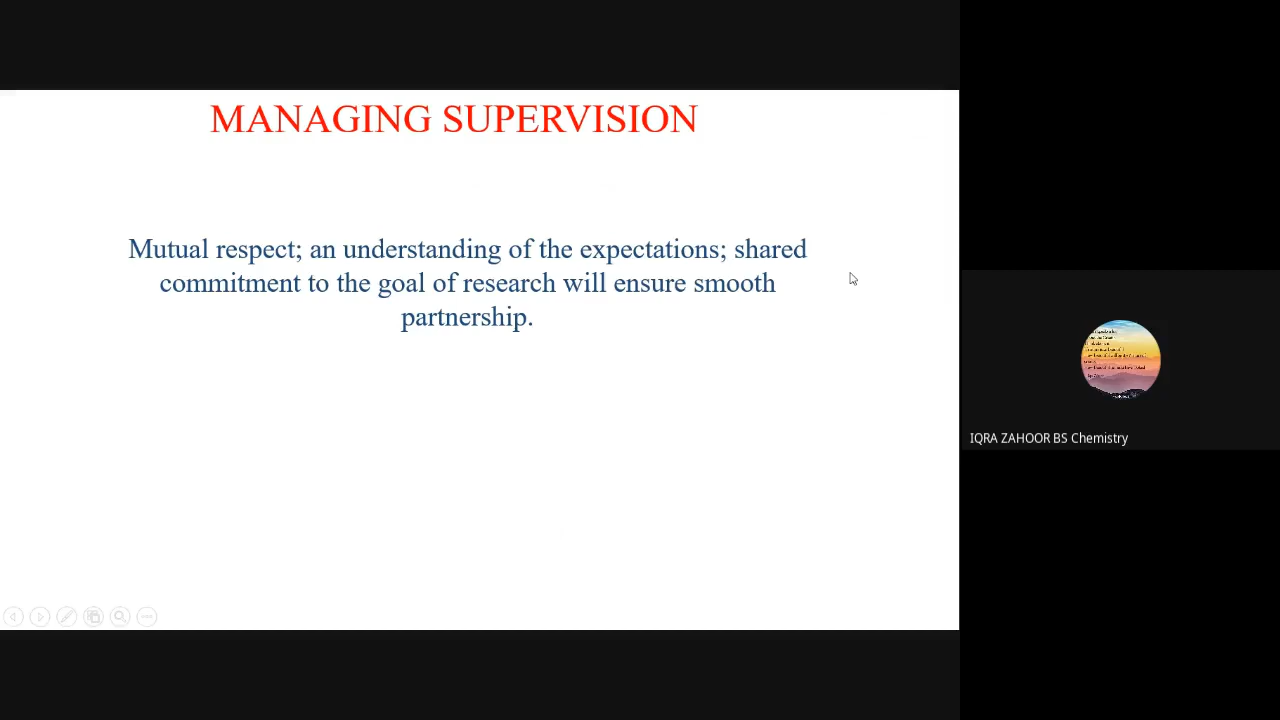 MANAGING SUPERVISION
Mutual respect; an understanding of the expectations; shared
commitment to the goal of research will ensure smooth
partnership.
IQRA ZAHOOR BS Chemistry